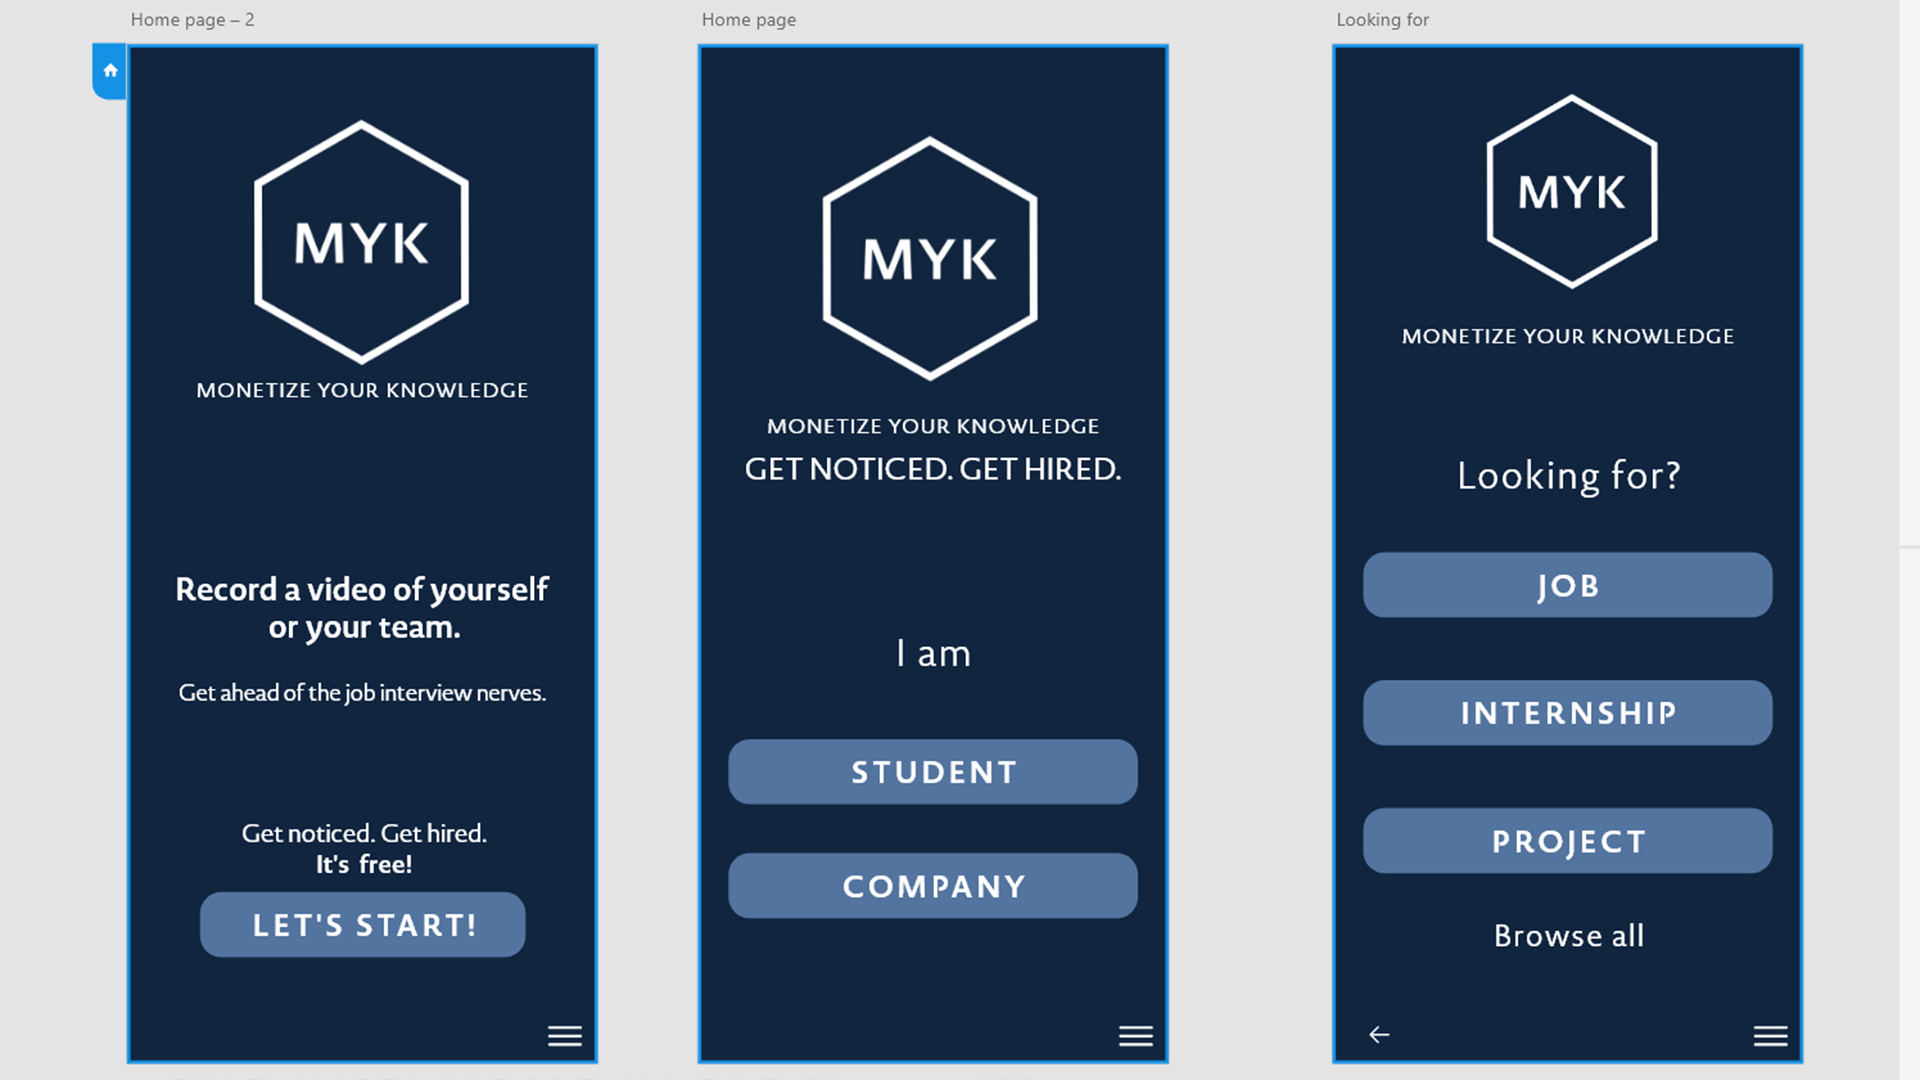 Home page – 2
MYK
MONETIZE YOUR KNOWLEDGE
Record a video of yourself
or your team.
Get ahead of the job interview nerves.
Get noticed. Get hired.
It's free!
LET'S START!
Home page
MYK
MONETIZE YOUR KNOWLEDGE
GET NOTICED. GET HIRED.
I am
STUDENT
COMPANY
Looking for
MYK
MONETIZE YOUR KNOWLEDGE
Looking for?
JOB
INTERNSHIP
PROJECT
Browse all